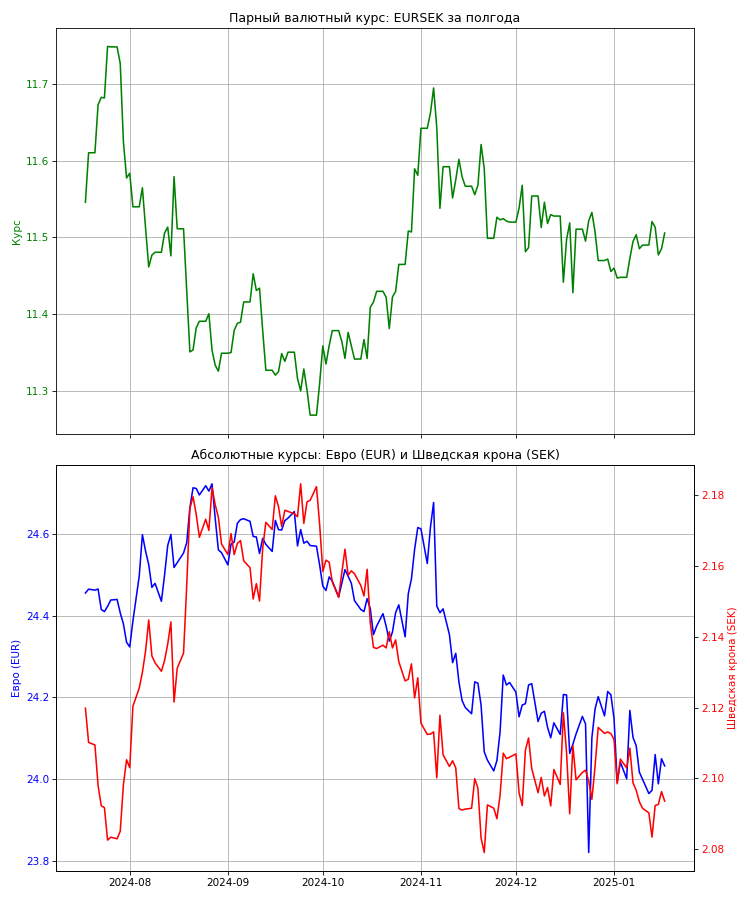 Парный валютный курс: EURSEK за полгода
11.7
11.6
11.5
11.4
11.3
Курс
Абсолютные курсы: Евро (EUR) и Шведская крона (SEK)
24.6
24.4
24.2
24.0
23.8
Евро (EUR)
2.18
2.16
2.14
2.12
2.10
2.08
Шведская крона (SEK)
2024-08 2024-09 2024-10 2024-11 2024-12 2025-01